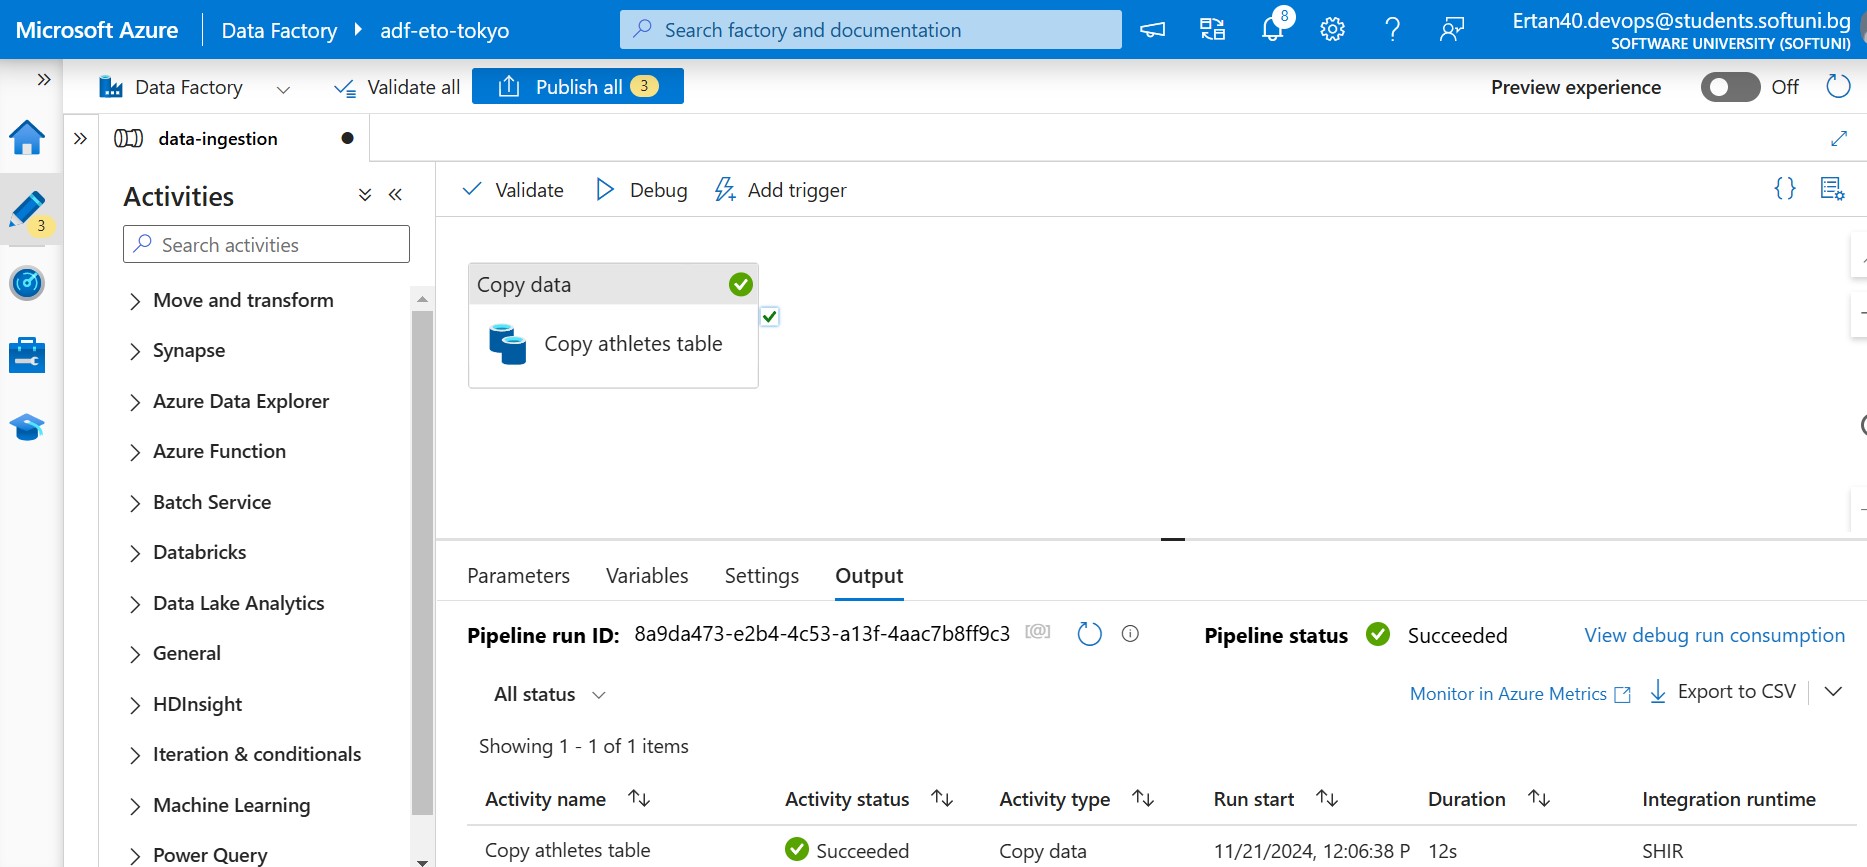 Microsoft Azure
Data Factory
adf-eto-tokyo
Search factory and documentation
8
Ertan40.devops@students.softuni.bg
SOFTWARE UNIVERSITY (SOFTUNI)
Data Factory
Validate all
Publish all 3
Preview experience
Off
data-ingestion
3
Activities
Search activities
Move and transform
Synapse
Azure Data Explorer
Azure Function
Batch Service
Databricks
Data Lake Analytics
General
HDInsight
Iteration & conditionals
Machine Learning
Power Query
Validate
Debug
Add trigger
{}
Copy data
Copy athletes table
Parameters
Variables
Settings
Output
Pipeline run ID: 8a9da473-e2b4-4c53-a13f-4aac7b8ff9c3 [@]
Pipeline status Succeeded
View debug run consumption
All status
Monitor in Azure Metrics
Export to CSV
Showing 1 - 1 of 1 items
Activity name Activity status Activity type Run start Duration Integration runtime
Copy athletes table Succeeded Copy data 11/21/2024, 12:06:38 P 12s SHIR